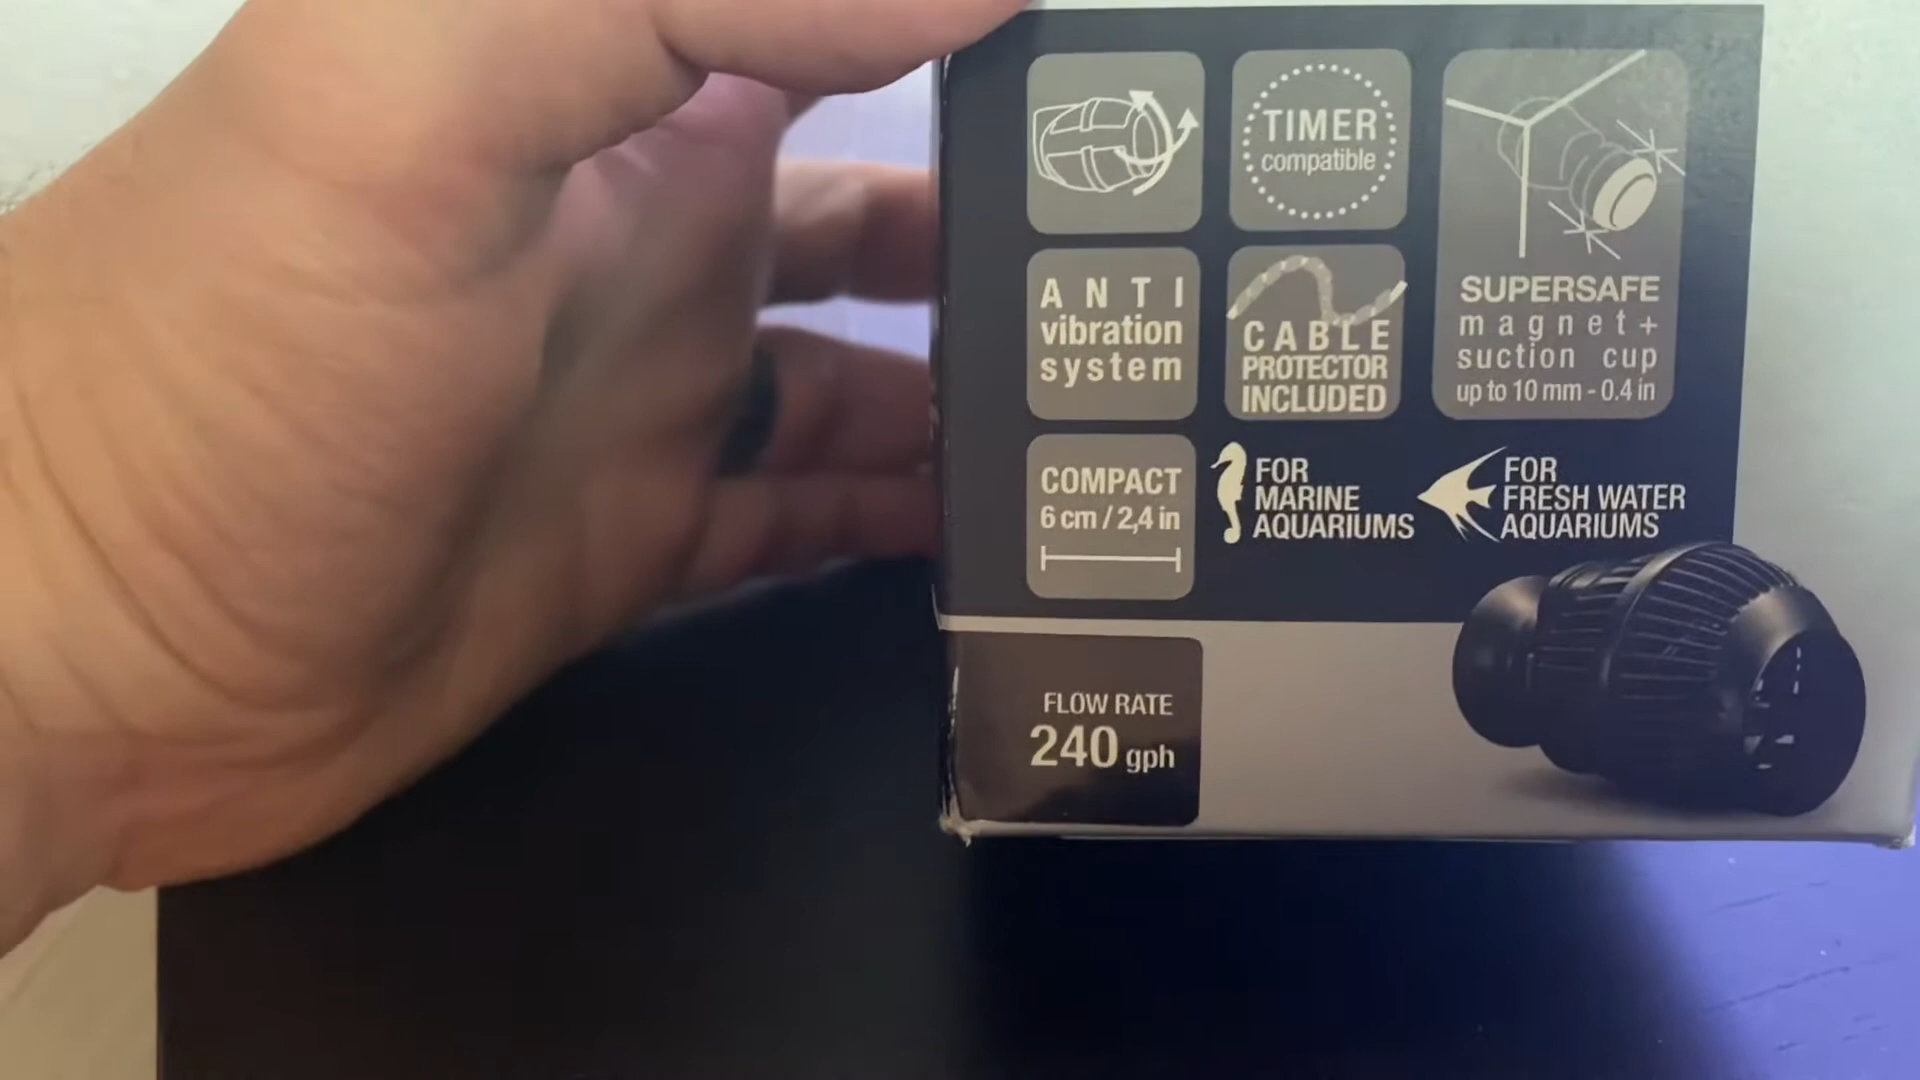 TIMER
compatible
ANTI
vibration
system
CABLE
PROTECTOR
INCLUDED
SUPERSAFE
magnet+
suction cup
up to 10 mm - 0.4 in
COMPACT
6 cm / 2,4 in
FOR
MARINE
AQUARIUMS
FOR
FRESH WATER
AQUARIUMS
FLOW RATE
240 gph